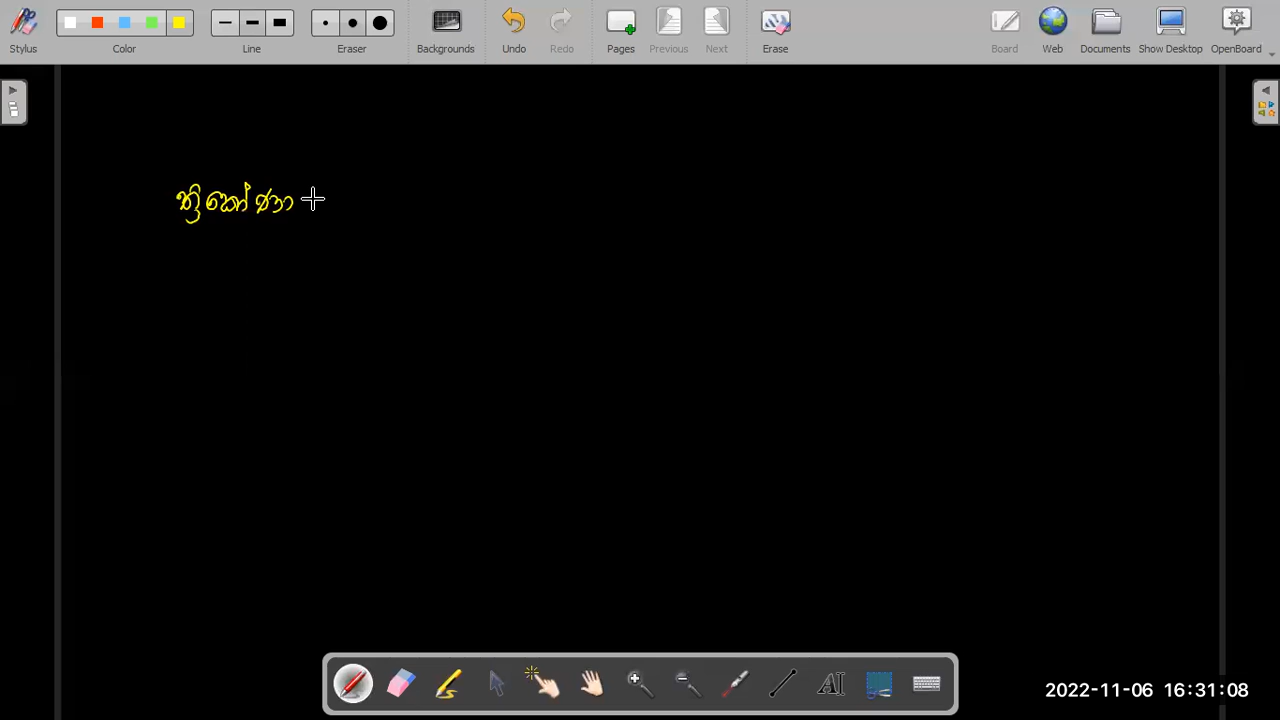 Stylus
Color
Line
Eraser
Backgrounds
Undo
Redo
Pages
Previous
Next
Erase
Board
Web
Documents
Show Desktop
OpenBoard
ත්‍රිකෝණා
AI
2022-11-06 16:31:08